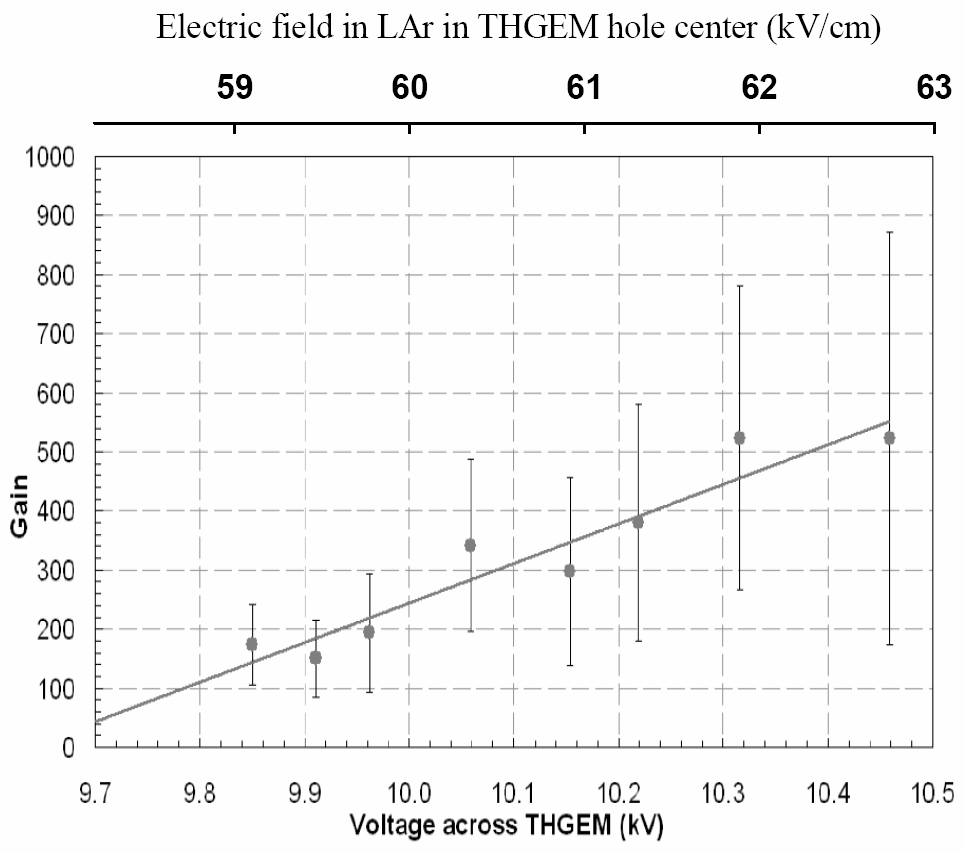 Electric field in LAr in THGEM hole center (kV/cm)
59 60 61 62 63
1000
900
800
700
600
500
400
300
200
100
0
Gain
9.7 9.8 9.9 10.0 10.1 10.2 10.3 10.4 10.5
Voltage across THGEM (kV)